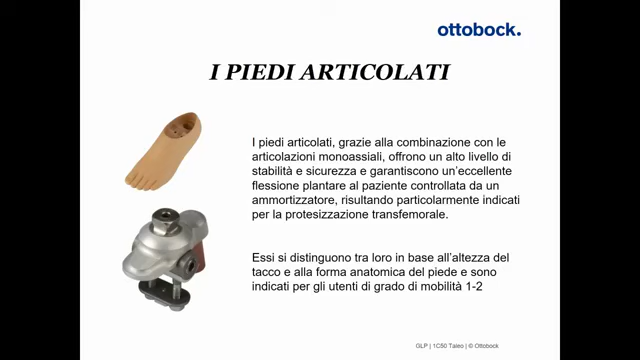 ottobock.
I PIEDI ARTICOLATI
I piedi articolati, grazie alla combinazione con le
articolazioni monoassiali, offrono un alto livello di
stabilità e sicurezza e garantiscono un'eccellente
flessione plantare al paziente controllata da un
ammortizzatore, risultando particolarmente indicati
per la protesizzazione transfemorale.
Essi si distinguono tra loro in base all'altezza del
tacco e alla forma anatomica del piede e sono
indicati per gli utenti di grado di mobilità 1-2
GLP | 1C50 Taleo | © Ottobock